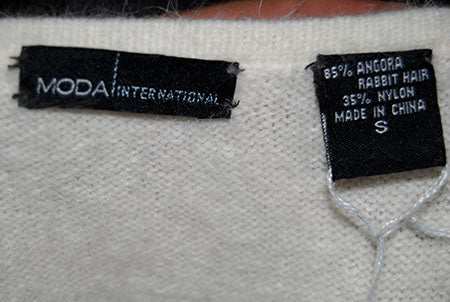 MODA INTERNATIONAL
85% ANGORA
RABBIT HAIR
35% NYLON
MADE IN CHINA
S